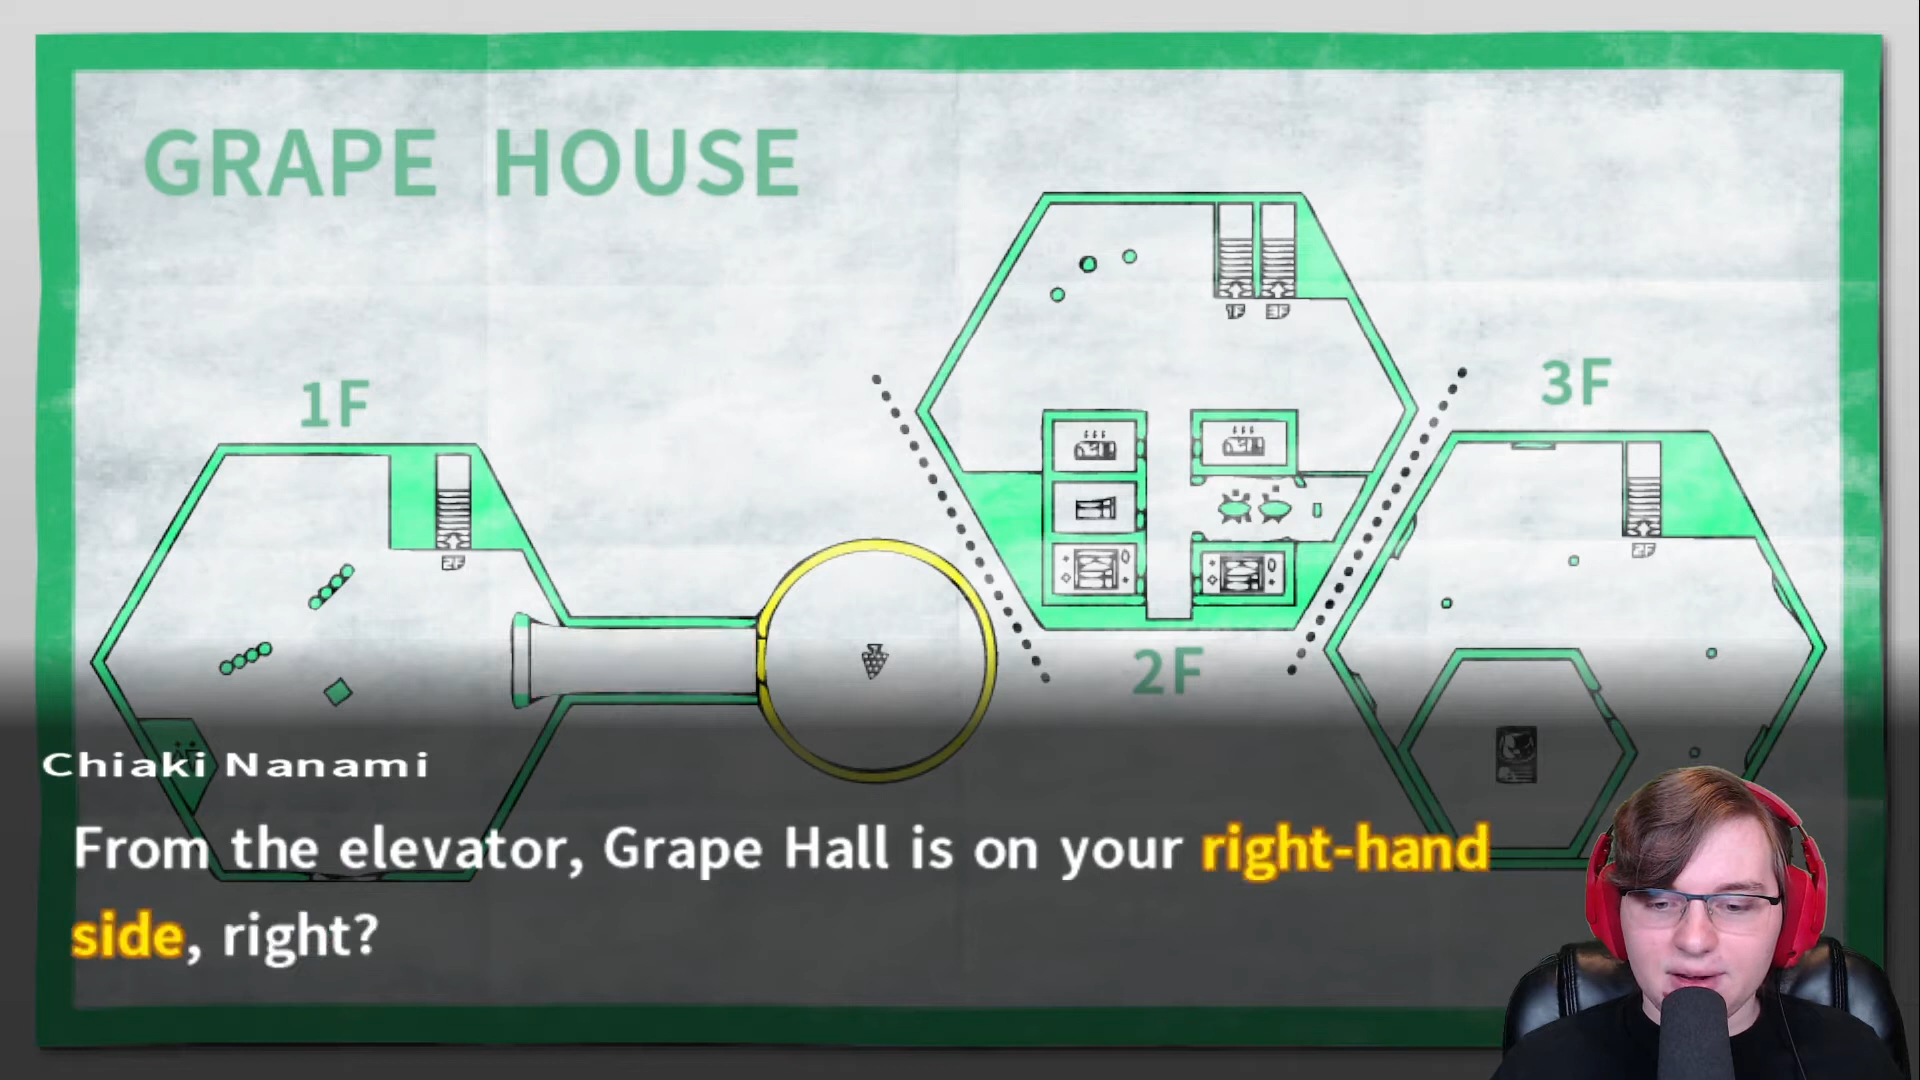 GRAPE HOUSE
1F
3F
1F 3F
2F
2F
2F
Chiaki Nanami
From the elevator, Grape Hall is on your right-hand
side, right?